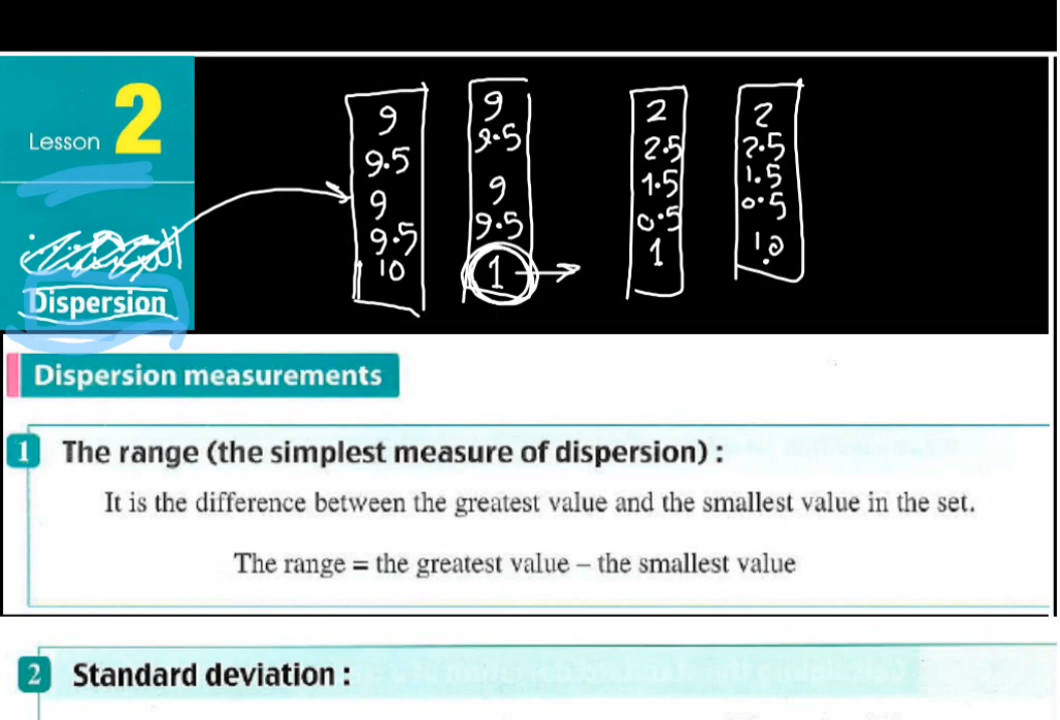 Lesson 2
Dispersion
9
9.5
9
9.5
10
9
9.5
9
9.5
1
2
2.5
1.5
0.5
1
2
2.5
1.5
0.5
Dispersion measurements
1 The range (the simplest measure of dispersion) :
It is the difference between the greatest value and the smallest value in the set.
The range = the greatest value – the smallest value
2 Standard deviation :